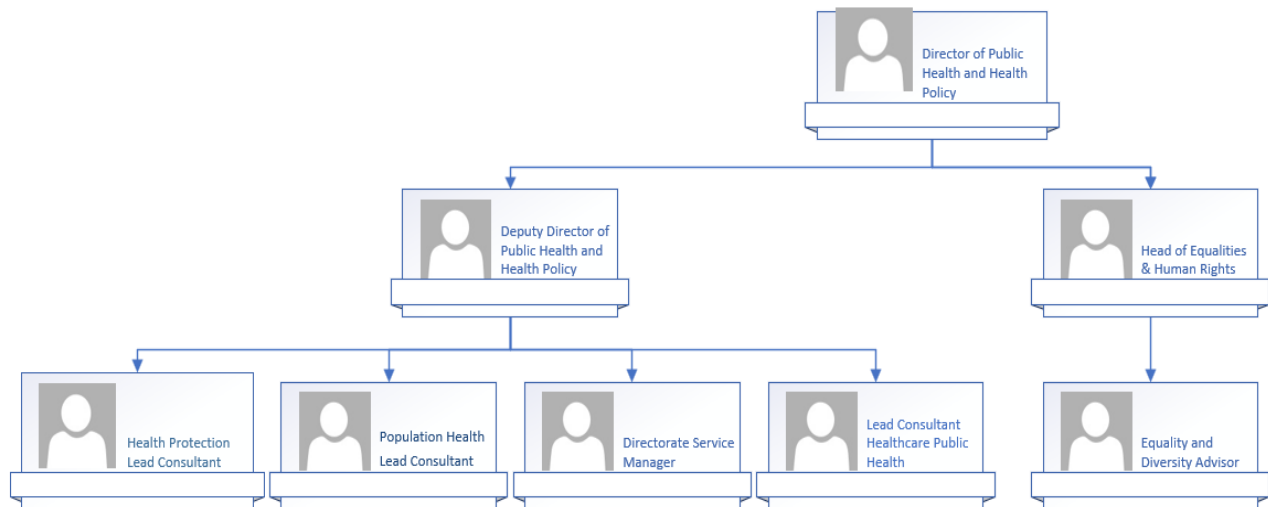 Director of Public
Health and Health
Policy
Deputy Director of
Public Health and
Health Policy
Head of Equalities
& Human Rights
Health Protection
Lead Consultant
Population Health
Lead Consultant
Directorate Service
Manager
Lead Consultant
Healthcare Public
Health
Equality and
Diversity Advisor